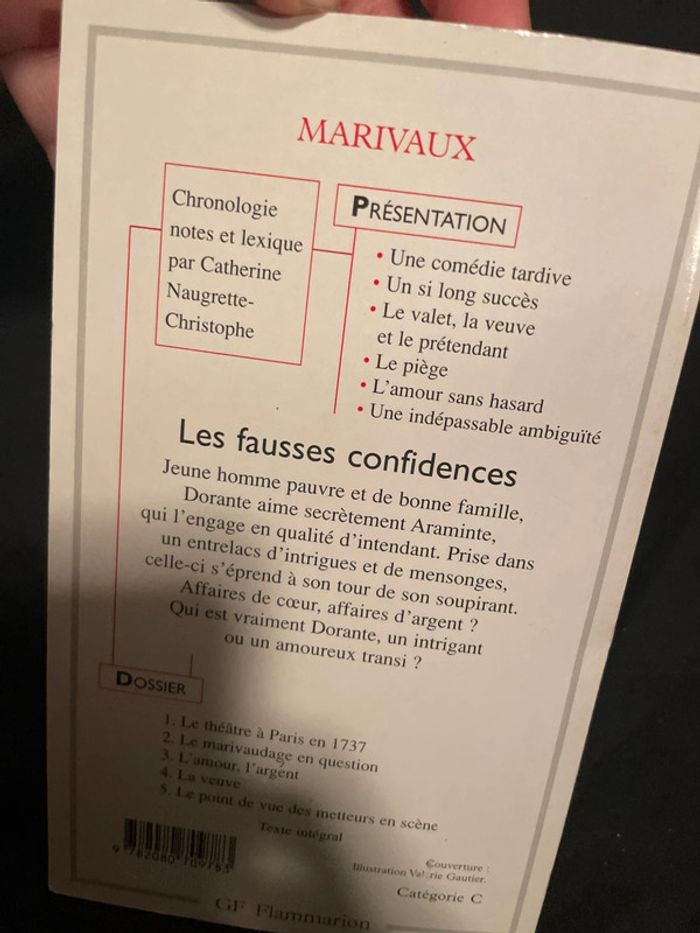 MARIVAUX
Chronologie
notes et lexique
par Catherine
Naugrette-
Christophe
PRÉSENTATION
• Une comédie tardive
• Un si long succès
• Le valet, la veuve
et le prétendant
• Le piège
• L'amour sans hasard
• Une indépassable ambiguïté
Les fausses confidences
Jeune homme pauvre et de bonne famille,
Dorante aime secrètement Araminte,
qui l'engage en qualité d'intendant. Prise dans
un entrelacs d'intrigues et de mensonges,
celle-ci s'éprend à son tour de son soupirant.
Affaires de cœur, affaires d'argent ?
Qui est vraiment Dorante, un intrigant
ou un amoureux transi ?
DOSSIER
1. Le théâtre à Paris en 1737
2. Le marivaudage en question
3. L'amour, l'argent
4. La veuve
5. Le point de vue des metteurs en scène
Texte intégral
9 782080 709783
Couverture :
Illustration Valérie Gautier.
Catégorie C
GF Flammarion